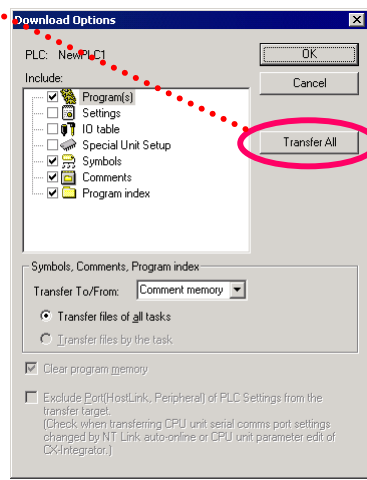 Download Options
PLC: NewPLC1
OK
Include:
Cancel
Program(s)
Settings
IO table
Transfer All
Special Unit Setup
Symbols
Comments
Program index
Symbols, Comments, Program index
Transfer To/From: Comment memory
Transfer files of all tasks
Transfer files by the task
Clear program memory
Exclude Port(HostLink, Peripheral) of PLC Settings from the
transfer target.
(Check when transferring CPU unit serial comms port settings
changed by NT Link auto-online or CPU unit parameter edit of
CX-Integrator.)